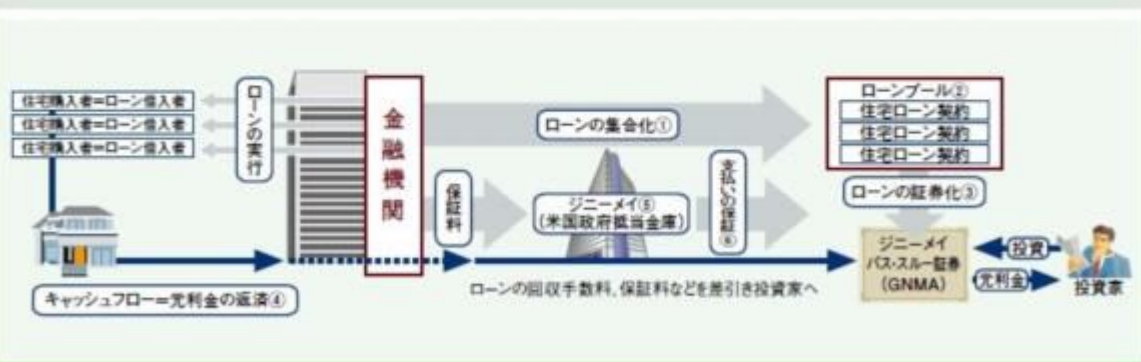 住宅購入者=ローン借入者
住宅購入者=ローン借入者
住宅購入者=ローン借入者
ローンの実行
金融機関
ローンの集合化①
ローンプール②
住宅ローン契約
住宅ローン契約
住宅ローン契約
保証料
ジニーメイ⑤
(米国政府抵当金庫)
支払いの保証⑥
ローンの証券化③
ジニーメイ
パス・スルー証券
(GNMA)
投資
元利金
投資家
キャッシュフロー=元利金の返済④
ローンの回収手数料、保証料などを差引き投資家へ